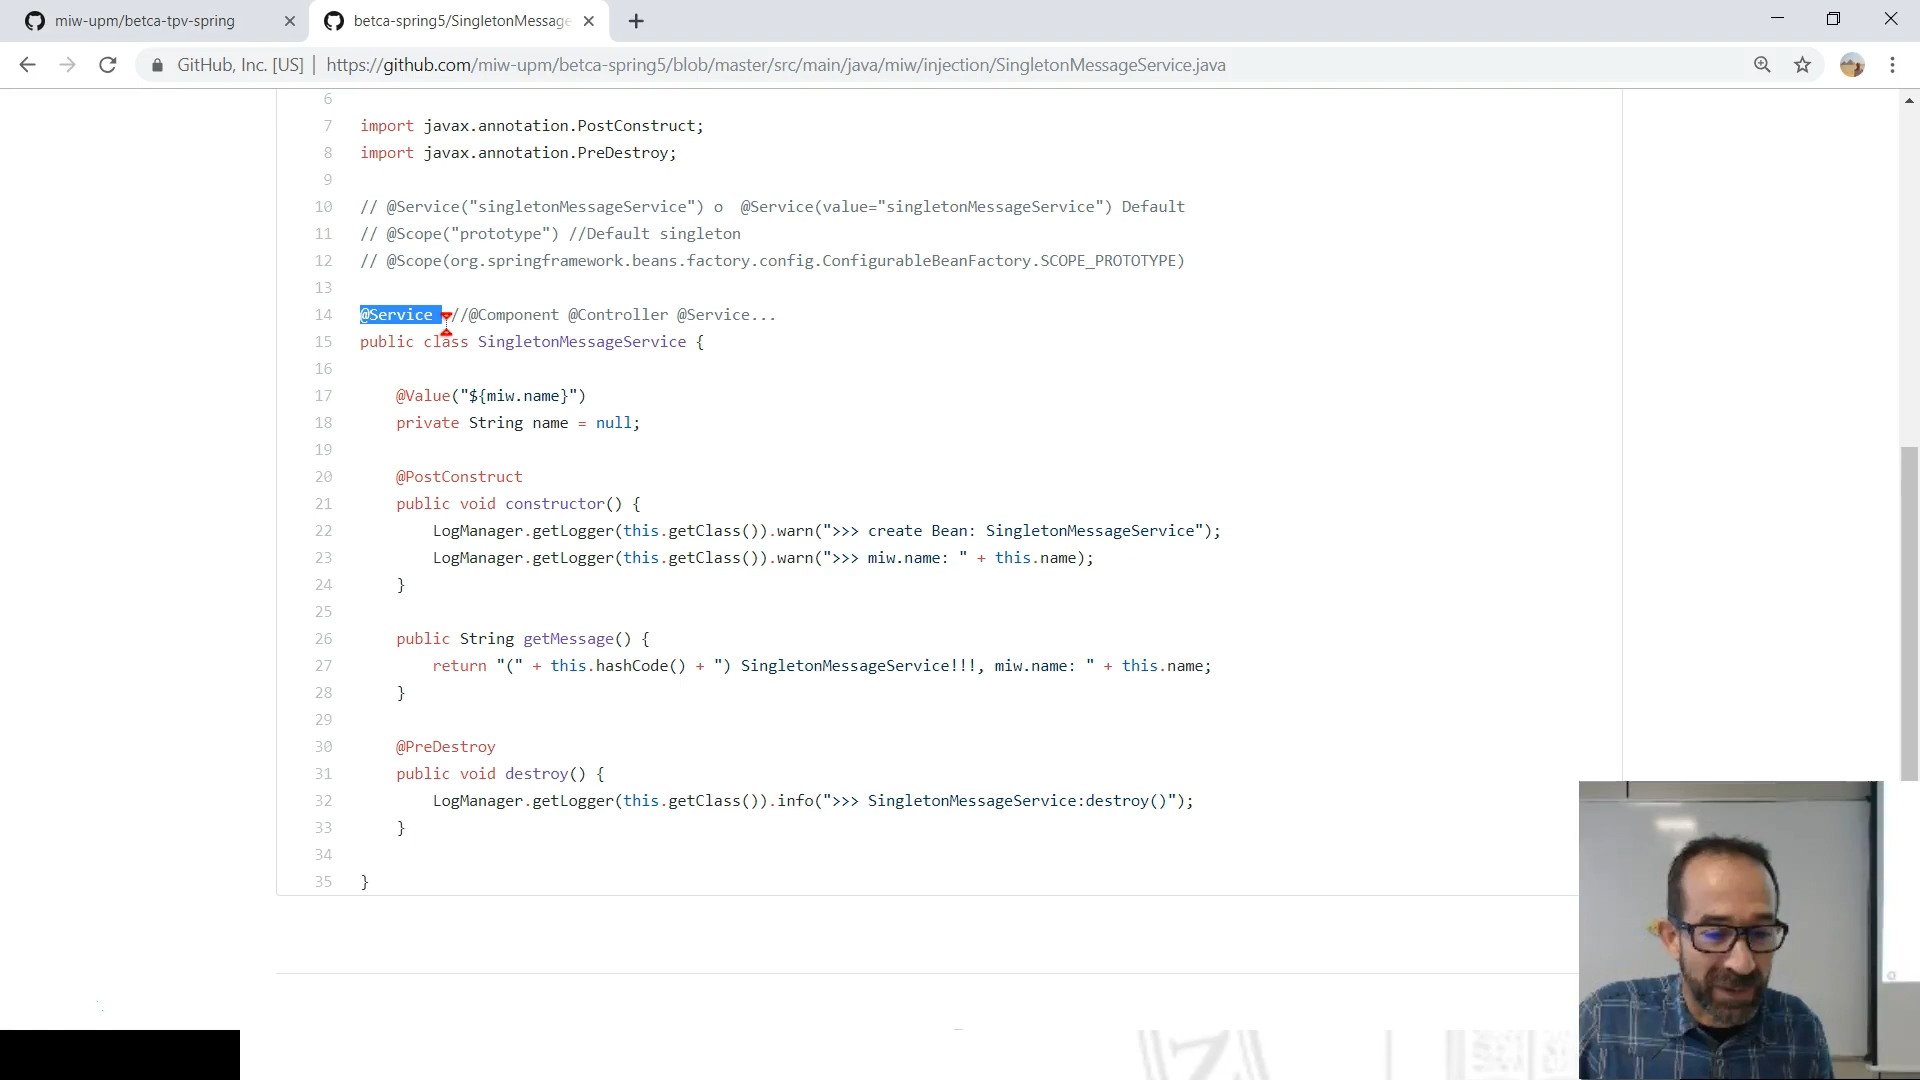 miw-upm/betca-tpv-spring
betca-spring5/SingletonMessage
GitHub, Inc. [US] | https://github.com/miw-upm/betca-spring5/blob/master/src/main/java/miw/injection/SingletonMessageService.java
6
7 import javax.annotation.PostConstruct;
8 import javax.annotation.PreDestroy;
9
10 // @Service("singletonMessageService") o  @Service(value="singletonMessageService") Default
11 // @Scope("prototype") //Default singleton
12 // @Scope(org.springframework.beans.factory.config.ConfigurableBeanFactory.SCOPE_PROTOTYPE)
13
14 @Service  //@Component @Controller @Service...
15 public class SingletonMessageService {
16
17     @Value("${miw.name}")
18     private String name = null;
19
20     @PostConstruct
21     public void constructor() {
22         LogManager.getLogger(this.getClass()).warn(">>> create Bean: SingletonMessageService");
23         LogManager.getLogger(this.getClass()).warn(">>> miw.name: " + this.name);
24     }
25
26     public String getMessage() {
27         return "(" + this.hashCode() + ") SingletonMessageService!!!, miw.name: " + this.name;
28     }
29
30     @PreDestroy
31     public void destroy() {
32         LogManager.getLogger(this.getClass()).info(">>> SingletonMessageService:destroy()");
33     }
34
35 }